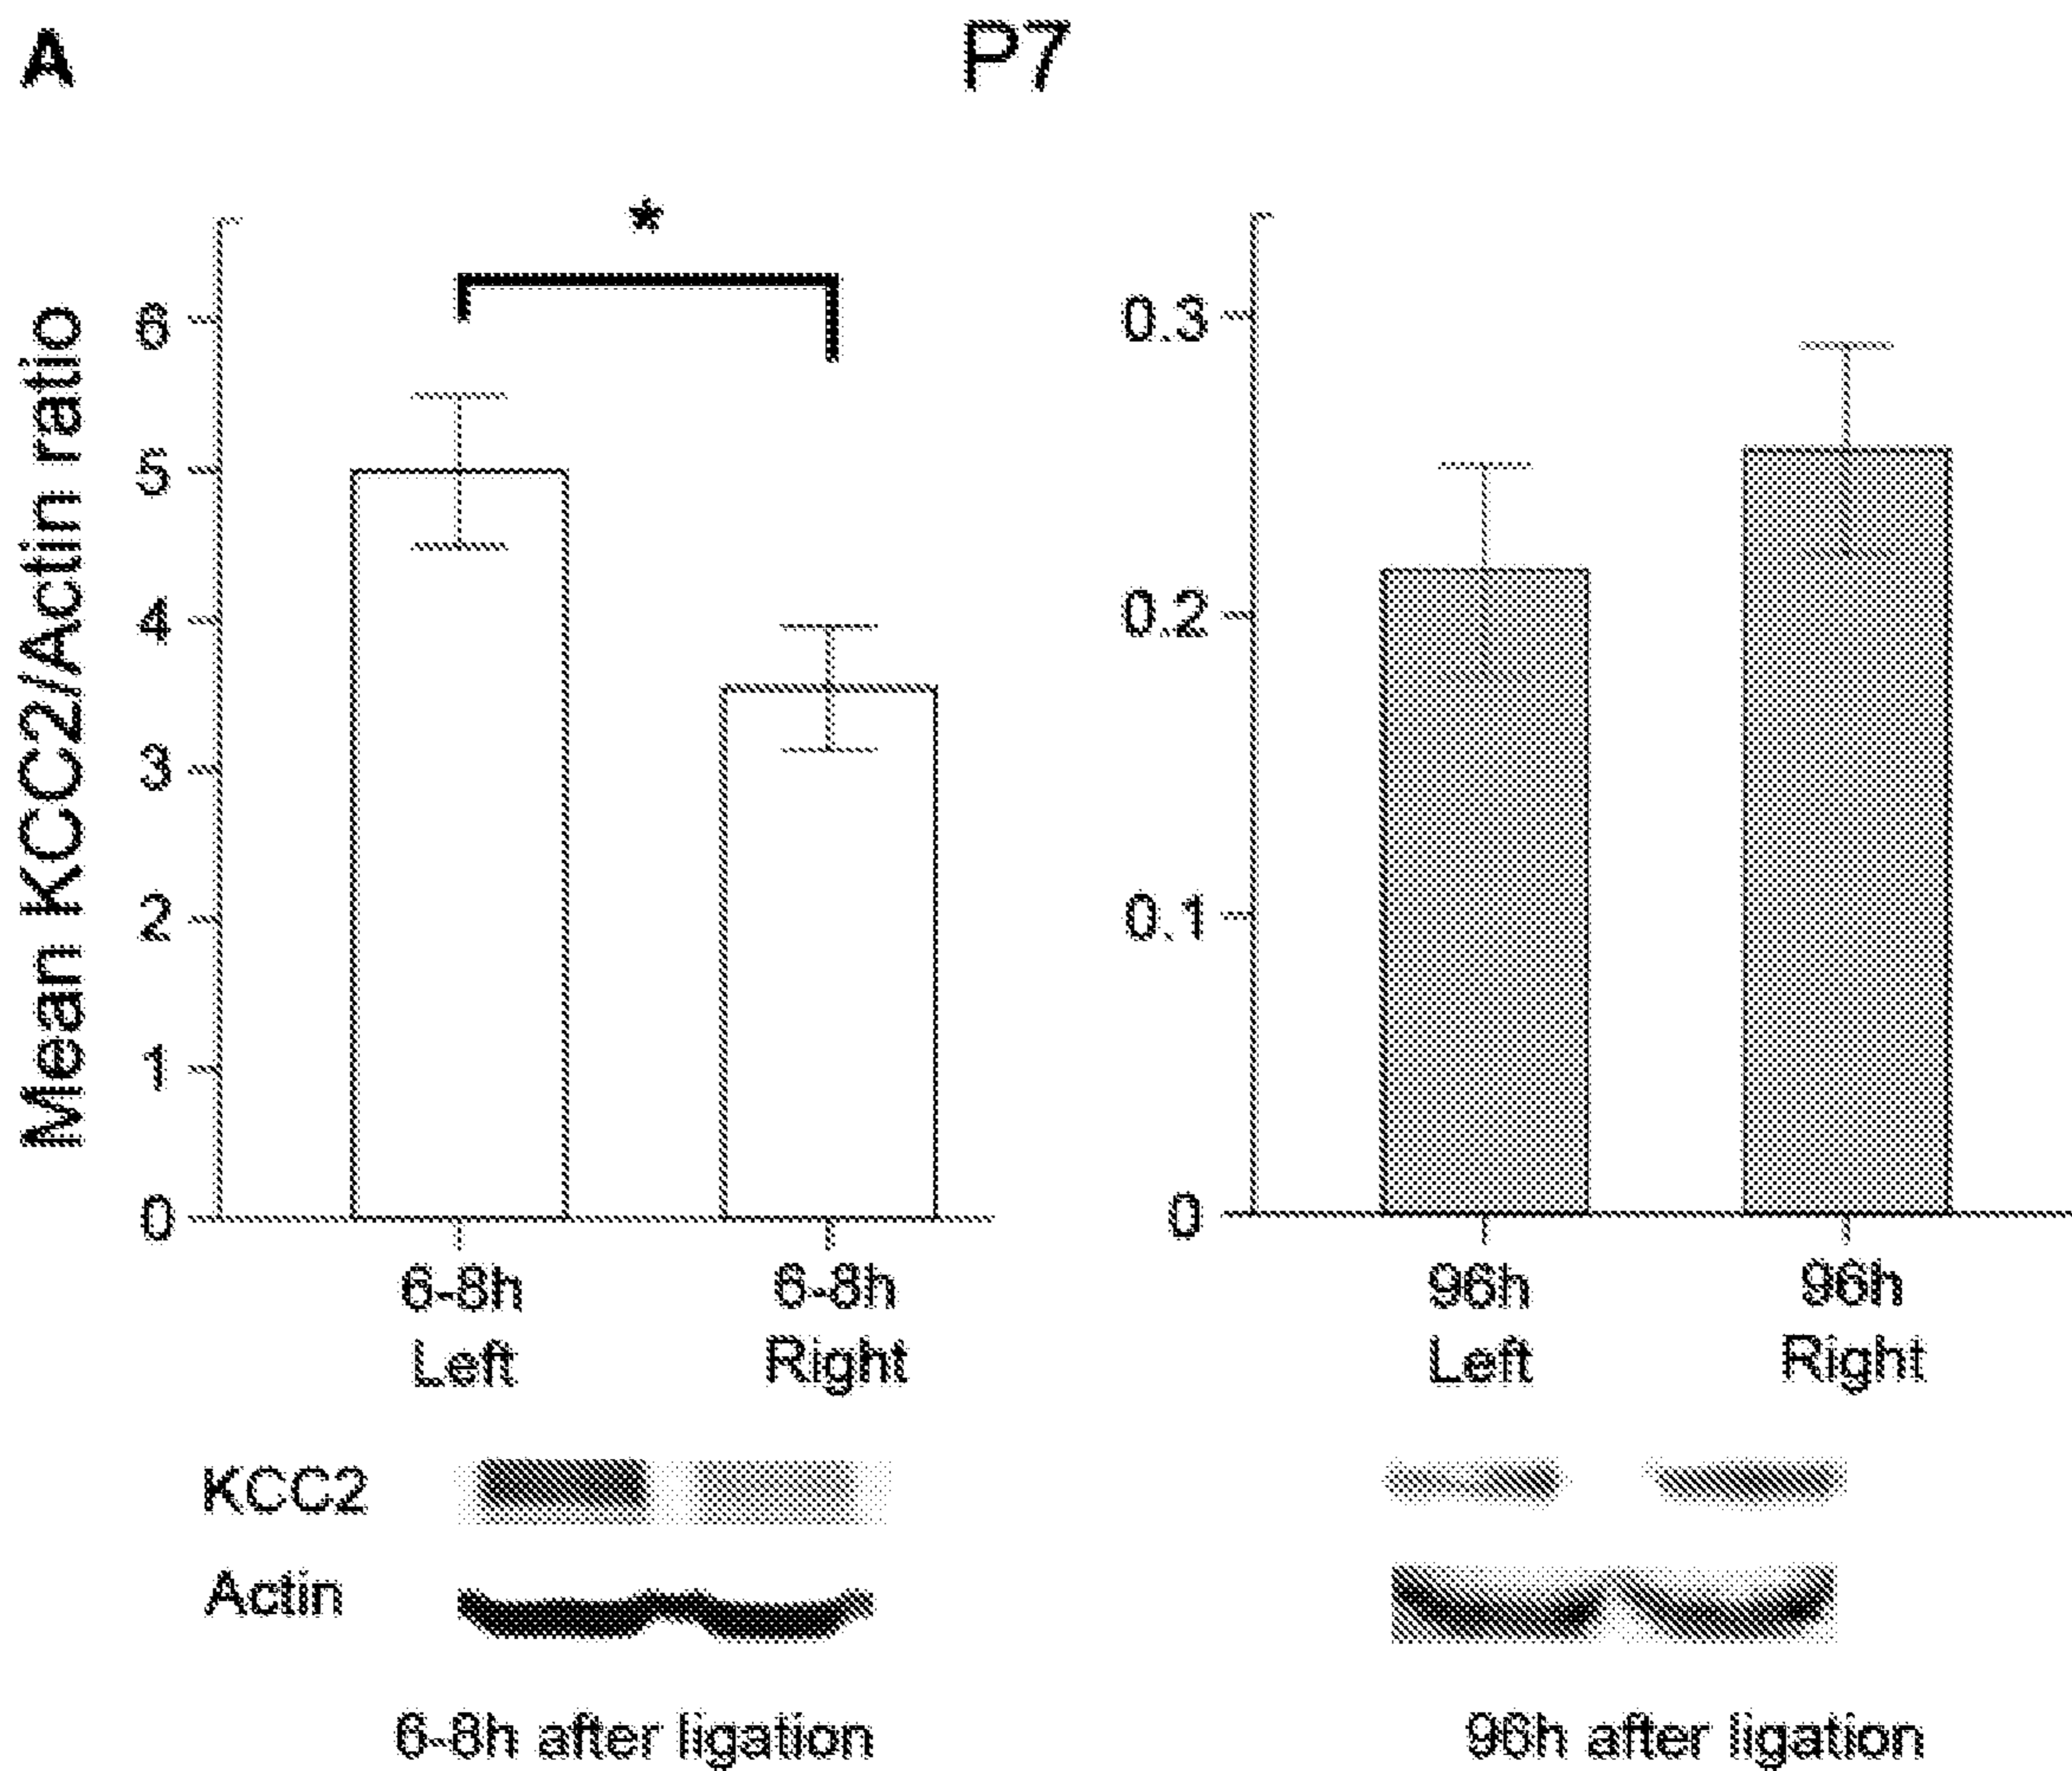 A
P7
*
Mean KCC2/Actin ratio
6
5
4
3
2
1
0
6-8h Left
6-8h Right
0.3
0.2
0.1
0
96h Left
96h Right
KCC2
Actin
6-8h after ligation
96h after ligation